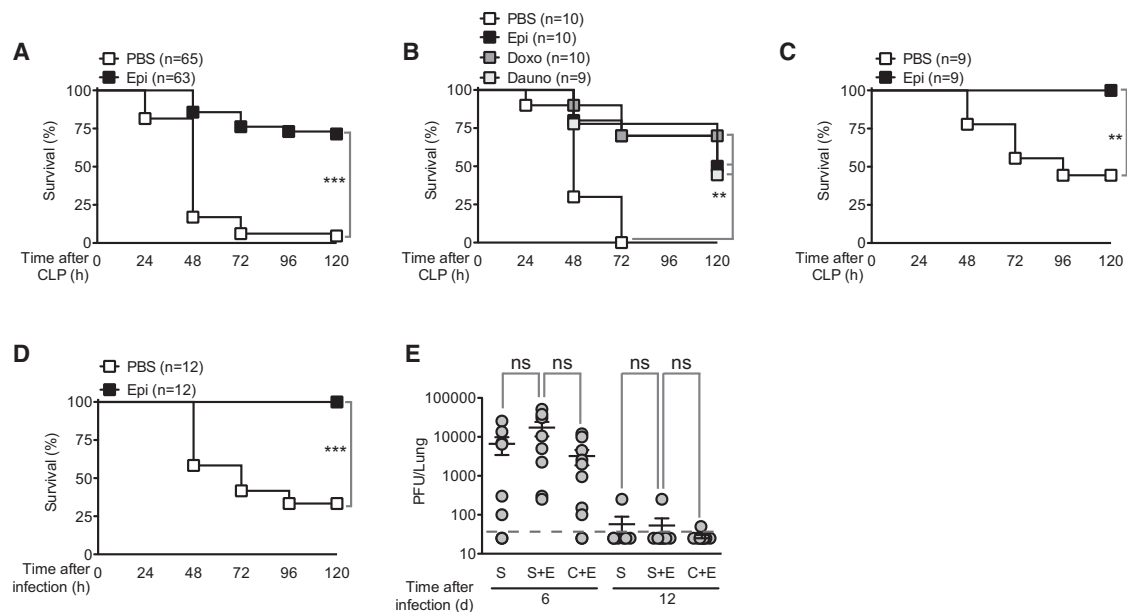 A
PBS (n=65)
Epi (n=63)
100
75
50
25
0
Survival (%)
***
Time after
CLP (h)
0 24 48 72 96 120
B
PBS (n=10)
Epi (n=10)
Doxo (n=10)
Dauno (n=9)
100
75
50
25
0
Survival (%)
**
Time after
CLP (h)
0 24 48 72 96 120
C
PBS (n=9)
Epi (n=9)
100
75
50
25
0
Survival (%)
**
Time after
CLP (h)
0 24 48 72 96 120
D
PBS (n=12)
Epi (n=12)
100
75
50
25
0
Survival (%)
***
Time after
infection (h)
0 24 48 72 96 120
E
ns ns ns ns
100000
10000
1000
100
10
PFU/Lung
S S+E C+E S S+E C+E
Time after
infection (d)
6 12